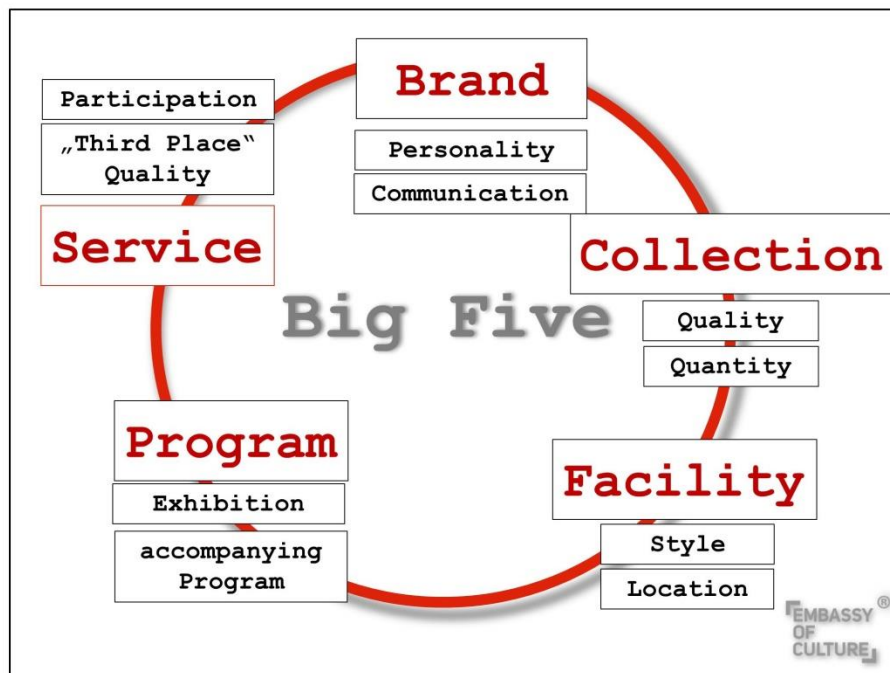 Brand
Personality
Communication
Collection
Quality
Quantity
Facility
Style
Location
Program
Exhibition
accompanying
Program
Participation
„Third Place“
Quality
Service
Big Five
EMBASSY ®
OF
CULTURE